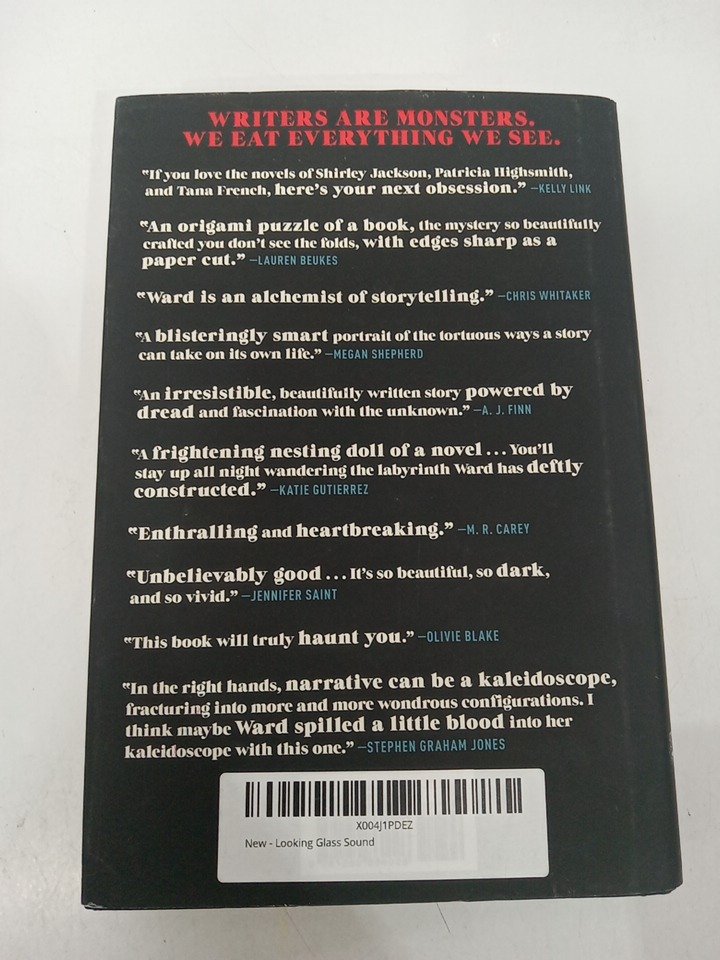 WRITERS ARE MONSTERS.
WE EAT EVERYTHING WE SEE.
"If you love the novels of Shirley Jackson, Patricia Highsmith,
and Tana French, here's your next obsession." —KELLY LINK
"An origami puzzle of a book, the mystery so beautifully
crafted you don't see the folds, with edges sharp as a
paper cut." —LAUREN BEUKES
"Ward is an alchemist of storytelling." —CHRIS WHITAKER
"A blisteringly smart portrait of the tortuous ways a story
can take on its own life." —MEGAN SHEPHERD
"An irresistible, beautifully written story powered by
dread and fascination with the unknown." —A. J. FINN
"A frightening nesting doll of a novel ... You'll
stay up all night wandering the labyrinth Ward has deftly
constructed." —KATIE GUTIERREZ
"Enthralling and heartbreaking." —M. R. CAREY
"Unbelievably good ... It's so beautiful, so dark,
and so vivid." —JENNIFER SAINT
"This book will truly haunt you." —OLIVIE BLAKE
"In the right hands, narrative can be a kaleidoscope,
fracturing into more and more wondrous configurations. I
think maybe Ward spilled a little blood into her
kaleidoscope with this one." —STEPHEN GRAHAM JONES
X004J1PDEZ
New - Looking Glass Sound